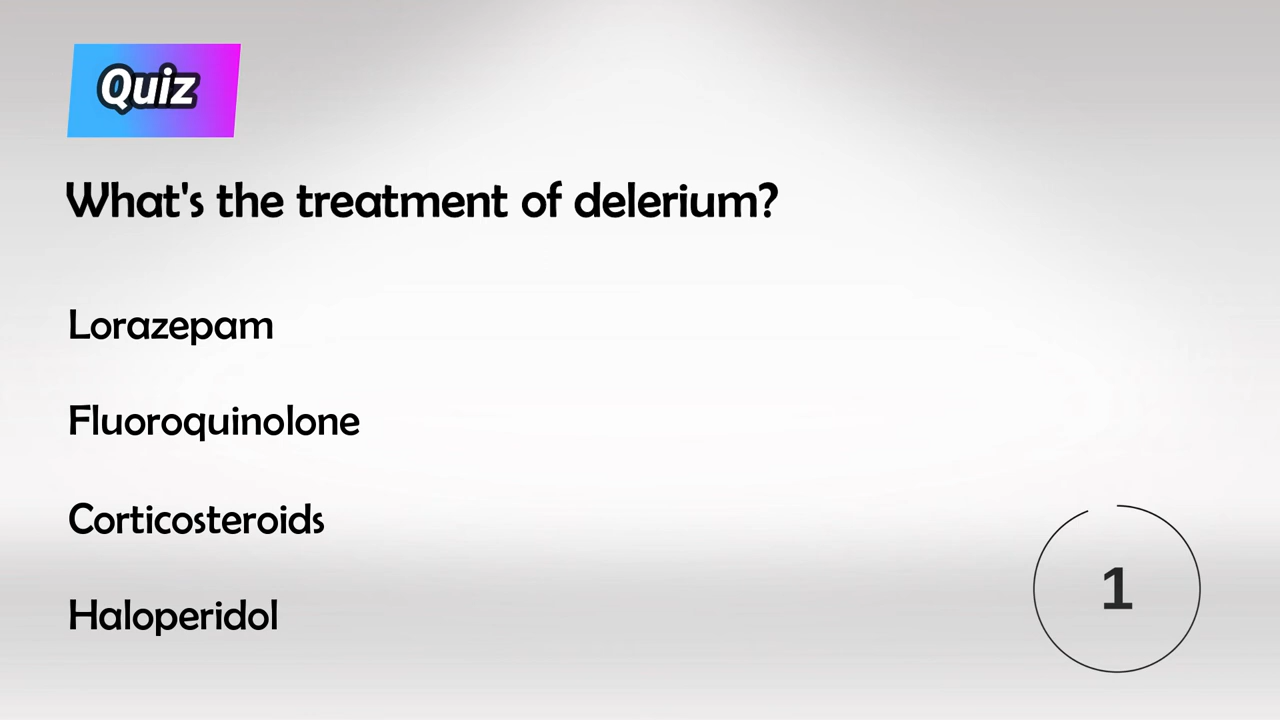 Quiz
What's the treatment of delerium?
Lorazepam
Fluoroquinolone
Corticosteroids
Haloperidol
1